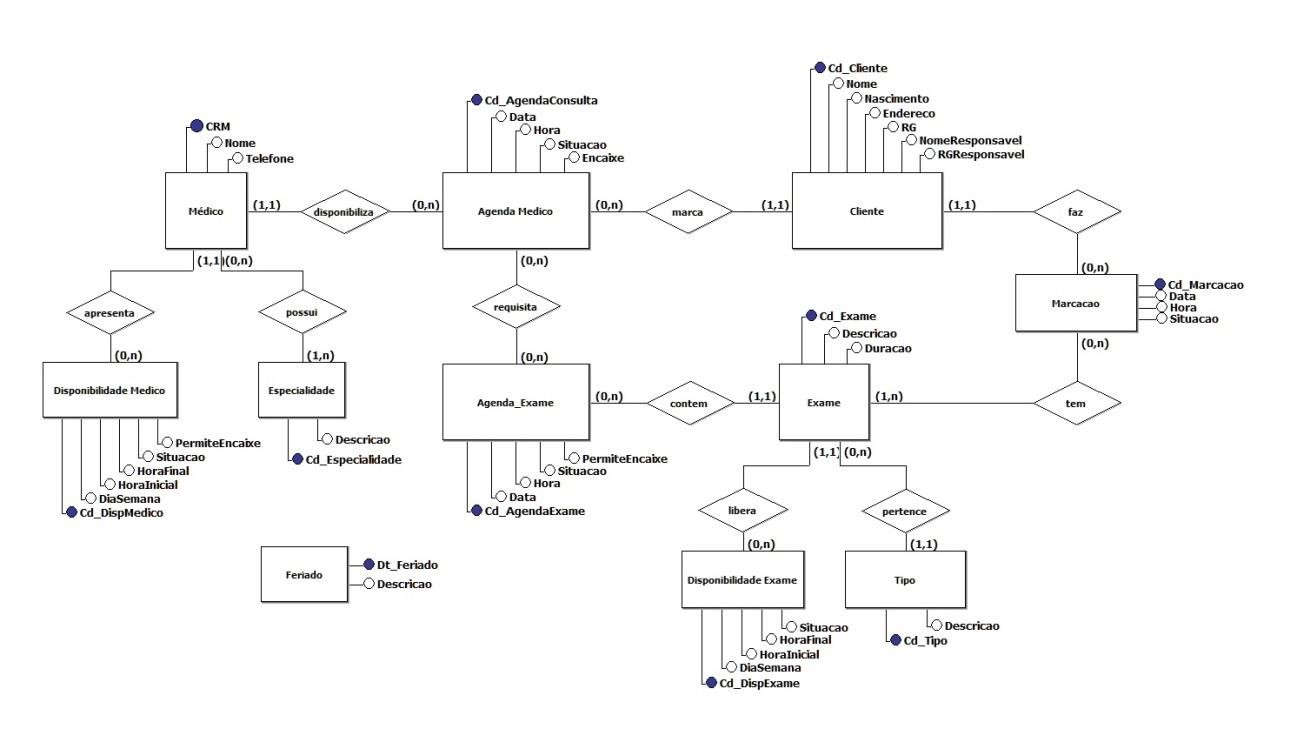 Cd_Cliente
Nome
Nascimento
Endereco
RG
NomeResponsavel
RGResponsavel
Cd_AgendaConsulta
Data
Hora
Situacao
Encaixe
CRM
Nome
Telefone
Médico
(1,1)
disponibiliza
(0,n)
Agenda Medico
(0,n)
marca
(1,1)
Cliente
(1,1)
faz
(1,1)
(0,n)
(0,n)
(0,n)
Cd_Marcacao
Data
Hora
Situacao
Marcacao
apresenta
possui
requisita
Cd_Exame
Descricao
Duracao
(0,n)
(0,n)
(1,n)
(0,n)
Disponibilidade Medico
Especialidade
Agenda_Exame
(0,n)
contem
(1,1)
Exame
(1,n)
tem
PermiteEncaixe
Situacao
HoraFinal
HoraInicial
DiaSemana
Cd_DispMedico
Descricao
Cd_Especialidade
PermiteEncaixe
Situacao
Hora
Data
Cd_AgendaExame
(1,1)
(0,n)
libera
pertence
(0,n)
(1,1)
Feriado
Dt_Feriado
Descricao
Disponibilidade Exame
Tipo
Situacao
HoraFinal
HoraInicial
DiaSemana
Cd_DispExame
Descricao
Cd_Tipo